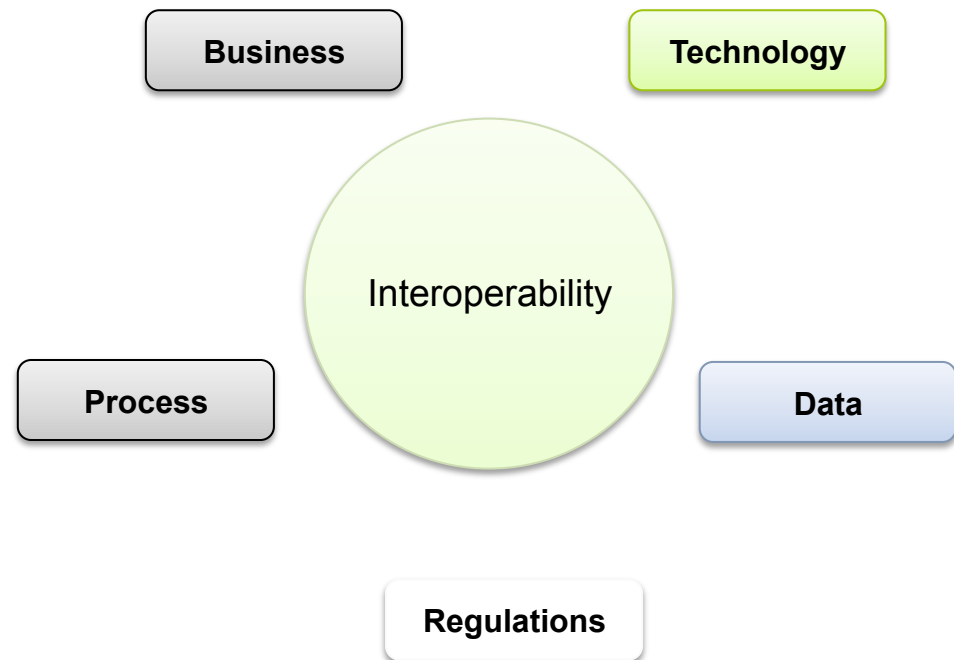 Business
Technology
Interoperability
Process
Data
Regulations